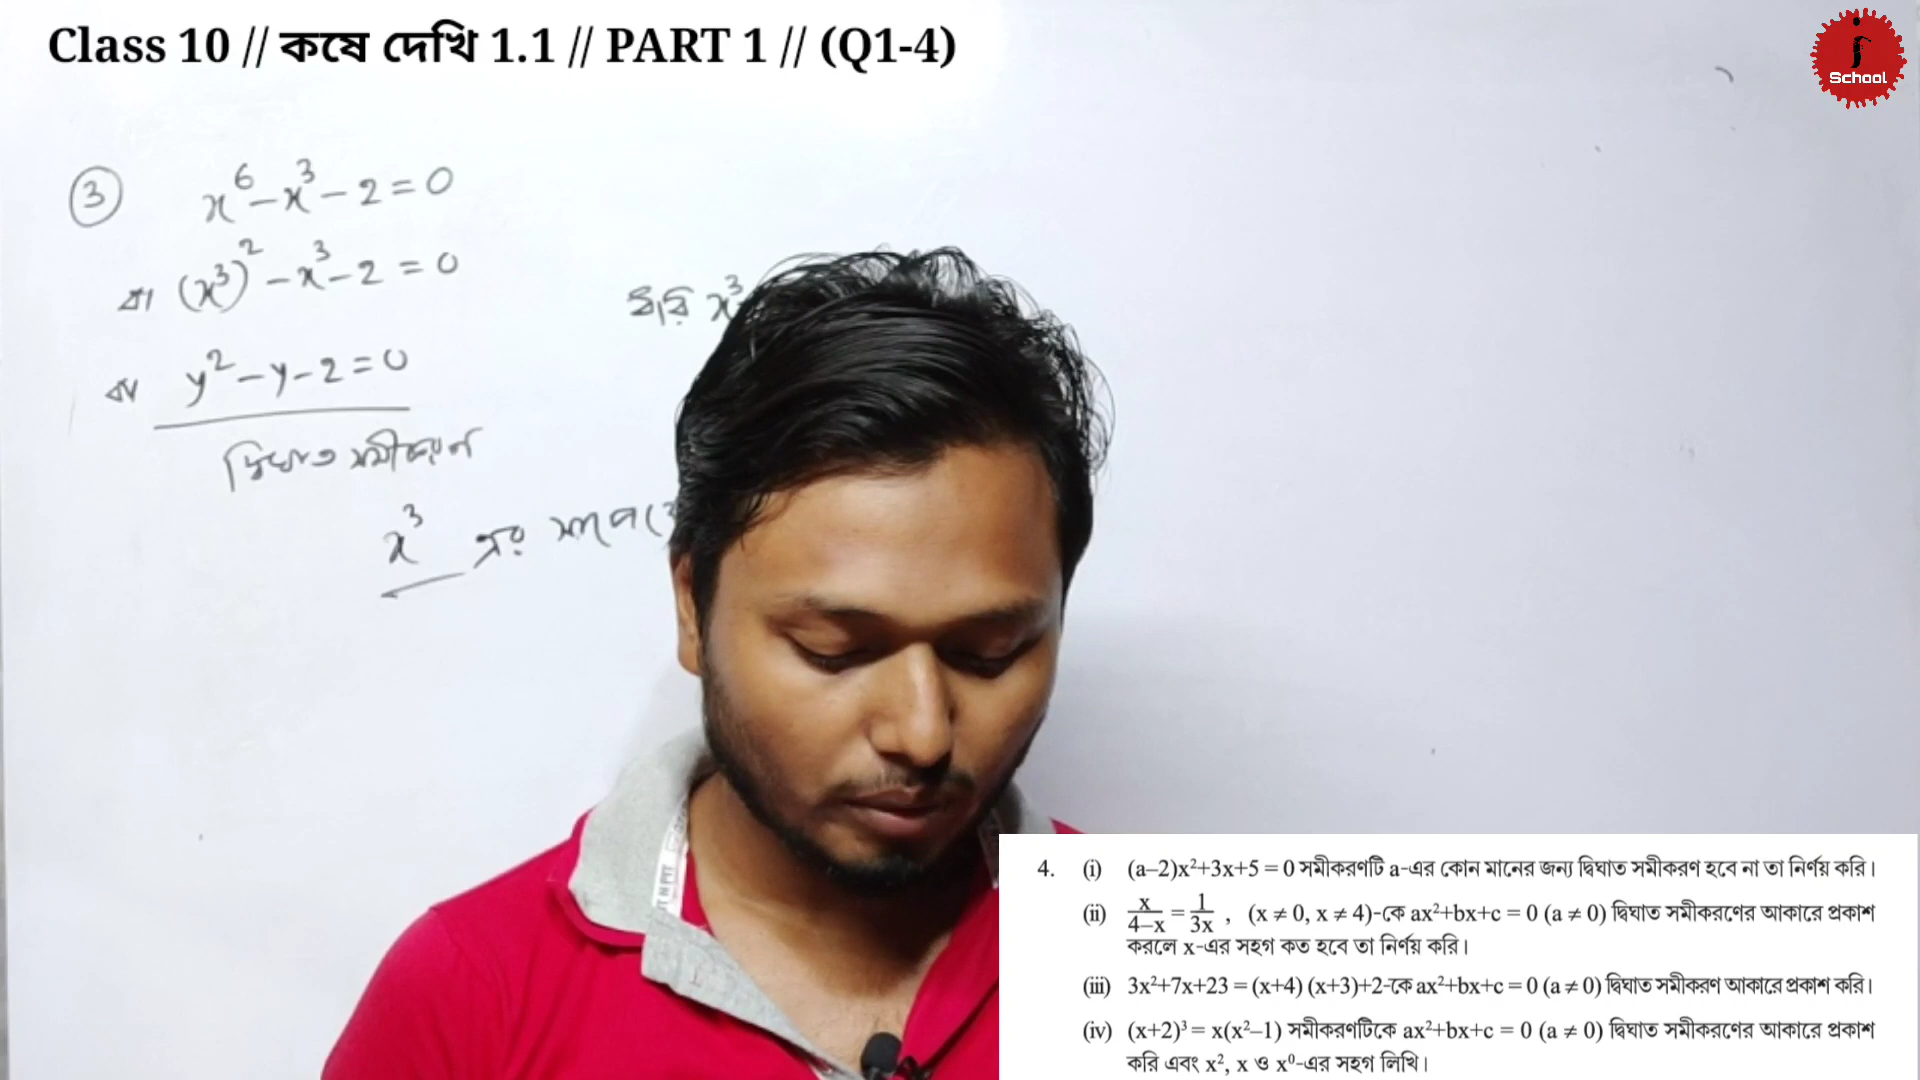 Class 10 // কষে দেখি 1.1 // PART 1 // (Q1-4)
School
3 x⁶-x³-2=0
বা (x³)²-x³-2=0
ধরি x³
বা y²-y-2=0
দ্বিঘাত সমীকরণ
x³ এর সাপেক্ষে
4. (i) (a–2)x²+3x+5 = 0 সমীকরণটি a-এর কোন মানের জন্য দ্বিঘাত সমীকরণ হবে না তা নির্ণয় করি।
(ii) x/4–x = 1/3x , (x ≠ 0, x ≠ 4)-কে ax²+bx+c = 0 (a ≠ 0) দ্বিঘাত সমীকরণের আকারে প্রকাশ
করলে x-এর সহগ কত হবে তা নির্ণয় করি।
(iii) 3x²+7x+23 = (x+4) (x+3)+2-কে ax²+bx+c = 0 (a ≠ 0) দ্বিঘাত সমীকরণ আকারে প্রকাশ করি।
(iv) (x+2)³ = x(x²–1) সমীকরণটিকে ax²+bx+c = 0 (a ≠ 0) দ্বিঘাত সমীকরণের আকারে প্রকাশ
করি এবং x², x ও x⁰-এর সহগ লিখি।